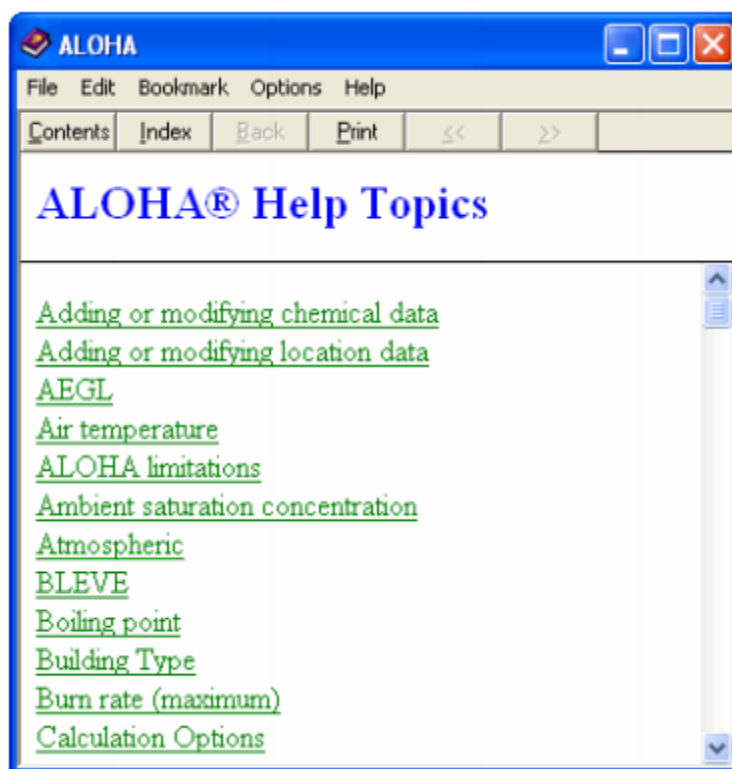 ALOHA
File Edit Bookmark Options Help
Contents Index Back Print << >>
ALOHA® Help Topics
Adding or modifying chemical data
Adding or modifying location data
AEGL
Air temperature
ALOHA limitations
Ambient saturation concentration
Atmospheric
BLEVE
Boiling point
Building Type
Burn rate (maximum)
Calculation Options